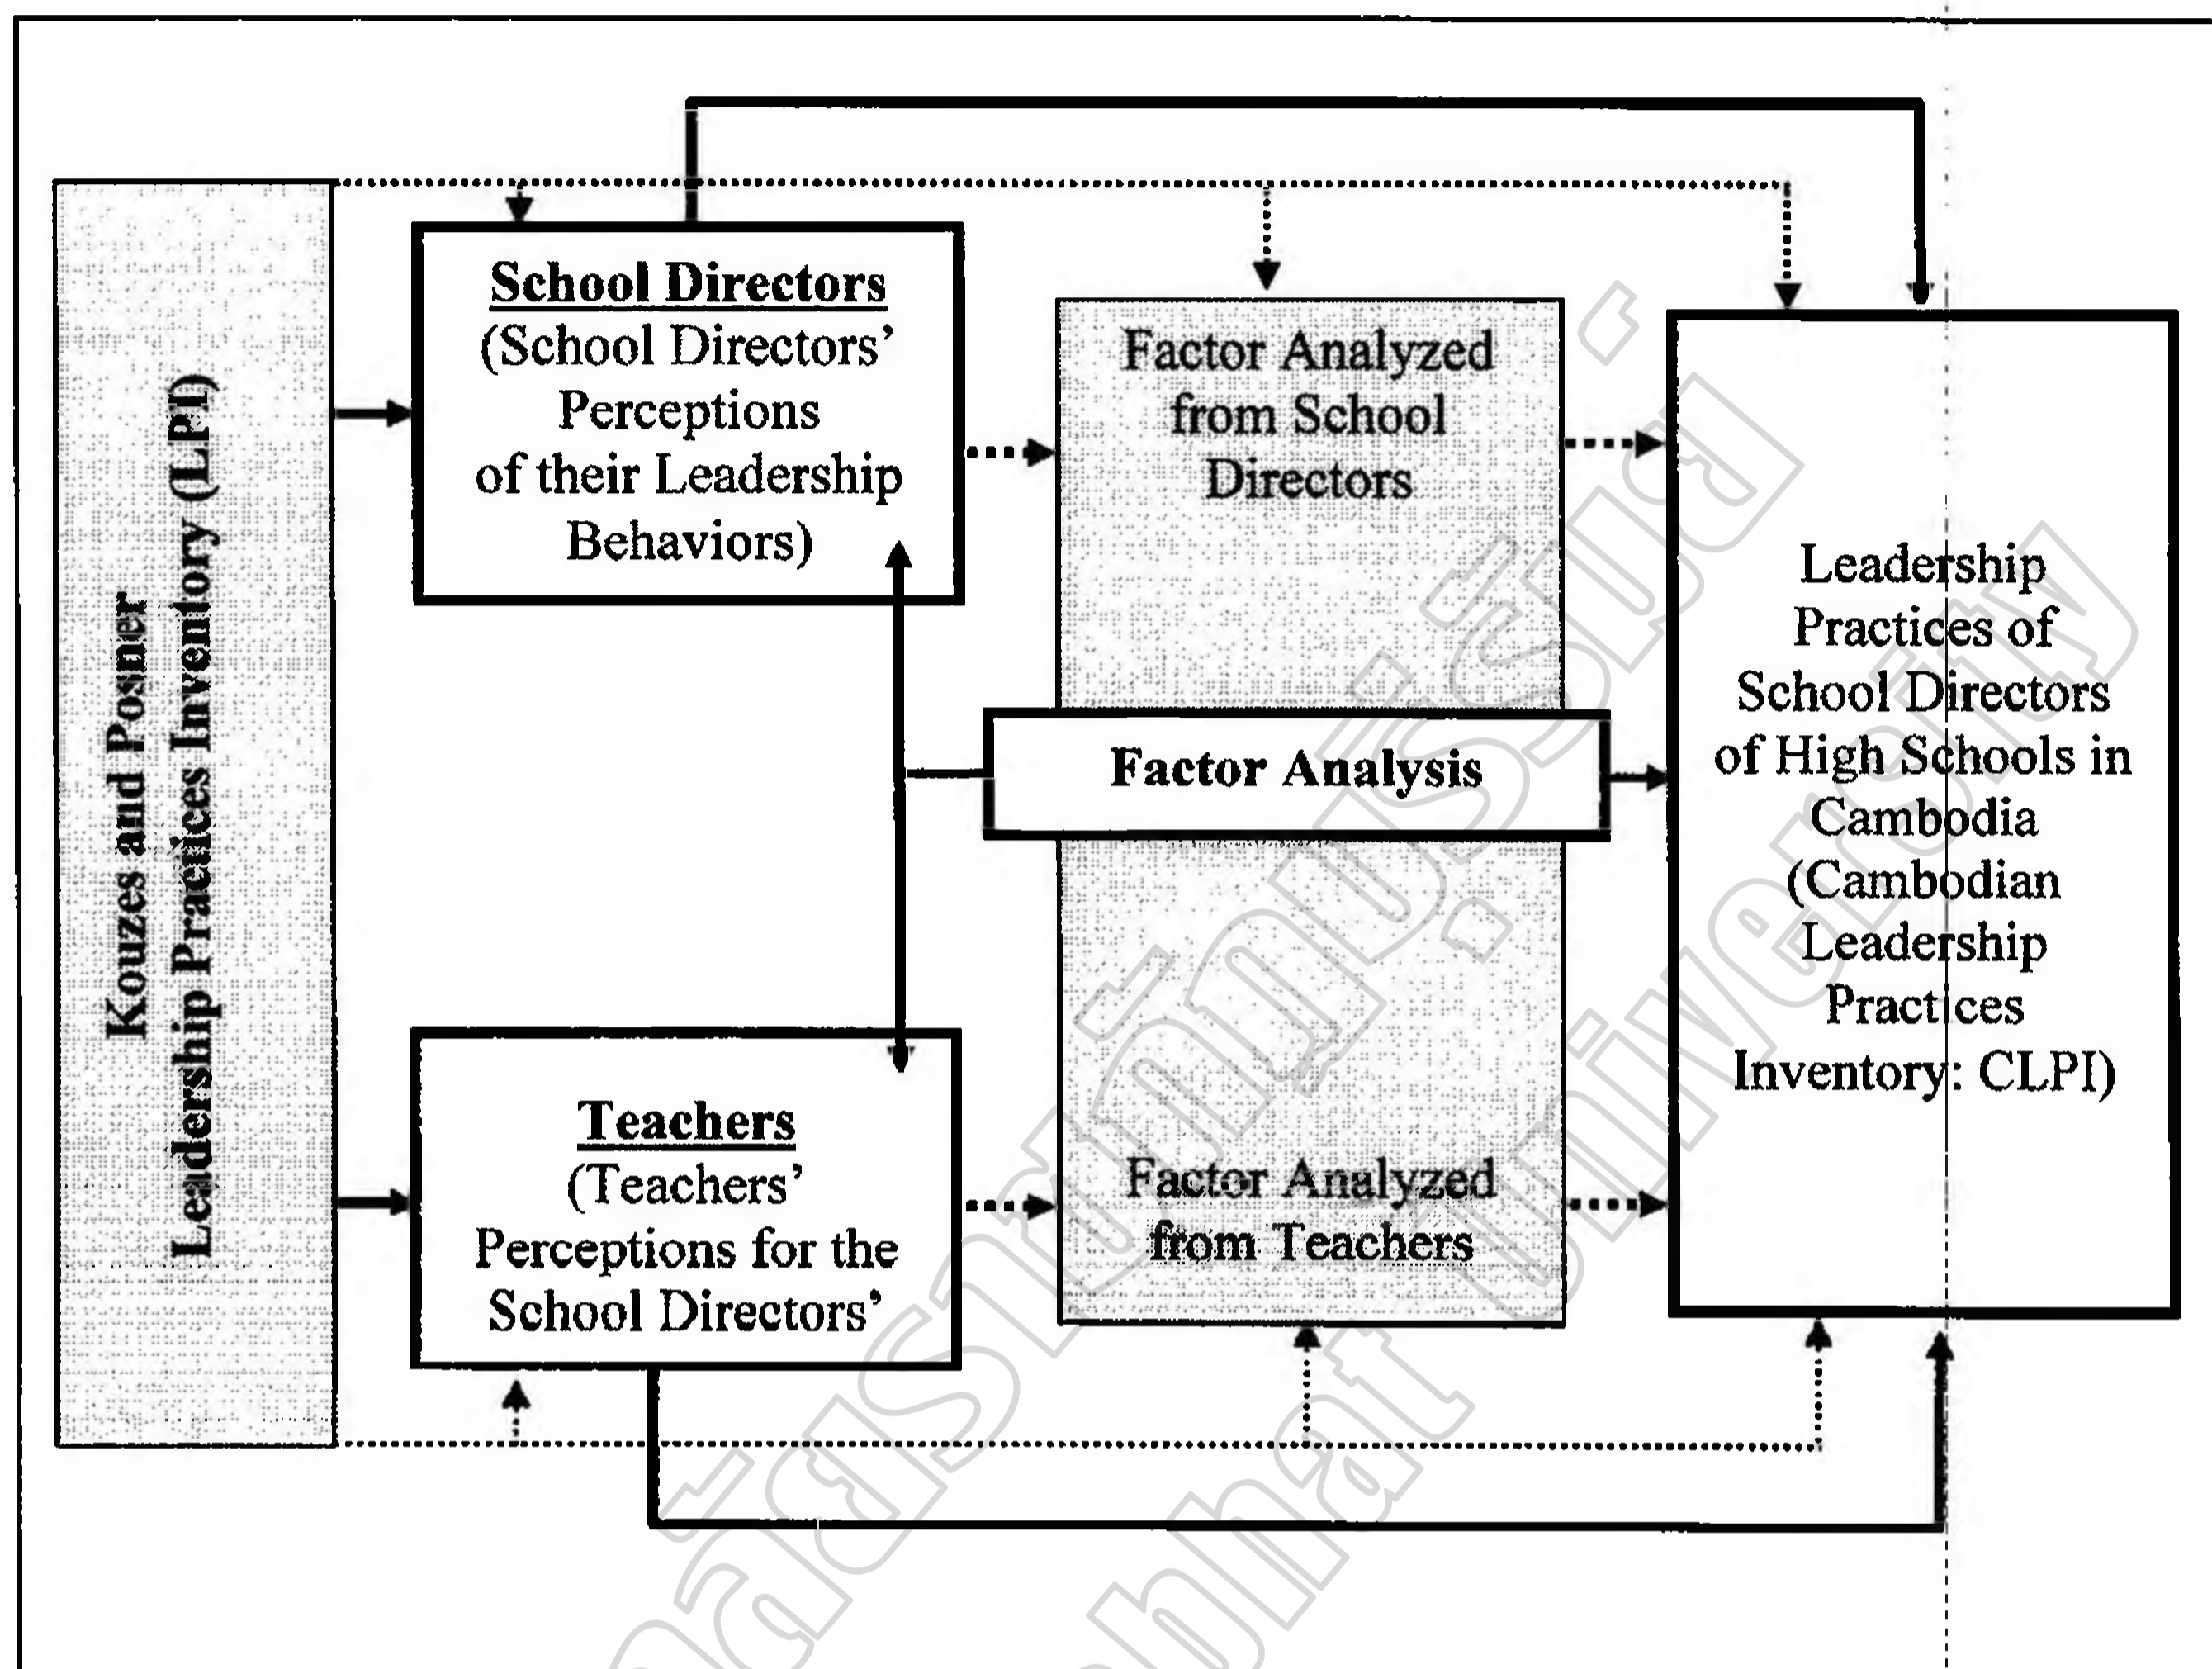 Kouzes and Posner
Leadership Practices Inventory (LPI)
School Directors
(School Directors’
Perceptions
of their Leadership
Behaviors)
Factor Analyzed
from School
Directors
Factor Analysis
Teachers
(Teachers’
Perceptions for the
School Directors’
Factor Analyzed
from Teachers
Leadership
Practices of
School Directors
of High Schools in
Cambodia
(Cambodian
Leadership
Practices
Inventory: CLPI)
University